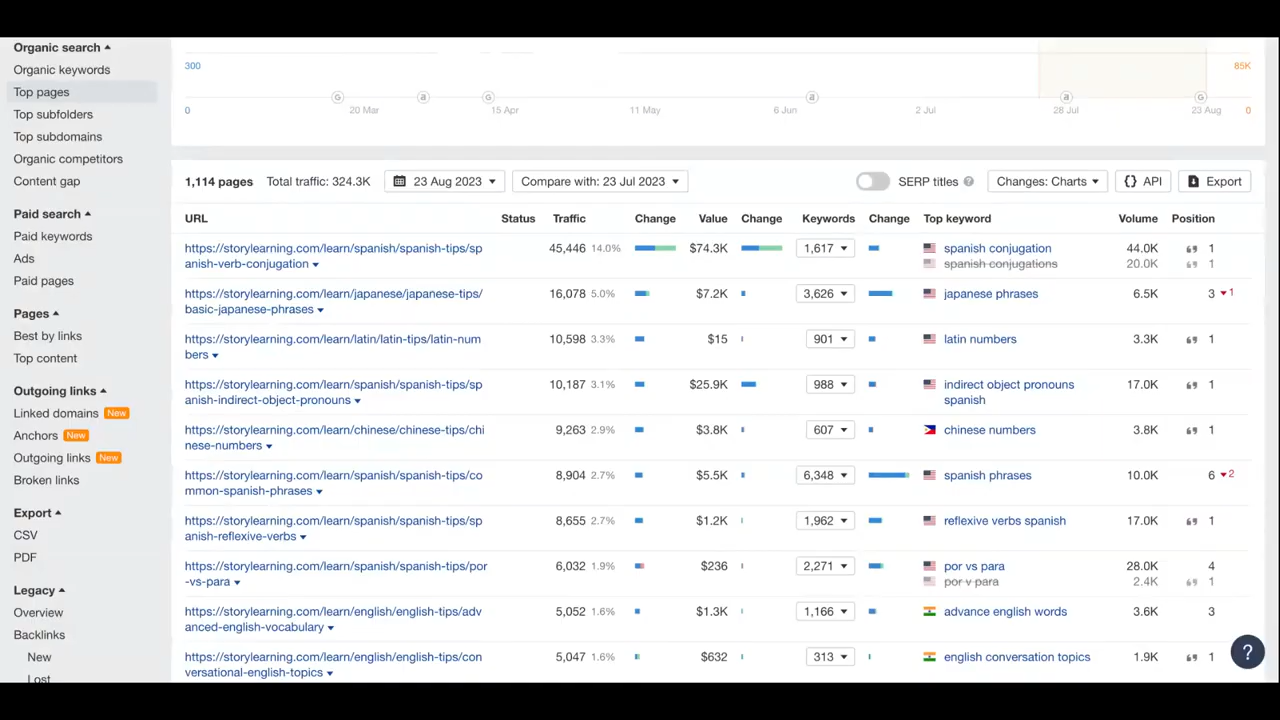 Organic search
Organic keywords
Top pages
Top subfolders
Top subdomains
Organic competitors
Content gap
Paid search
Paid keywords
Ads
Paid pages
Pages
Best by links
Top content
Outgoing links
Linked domains New
Anchors New
Outgoing links New
Broken links
Export
CSV
PDF
Legacy
Overview
Backlinks
New
Lost
300 85K
0 20 Mar 15 Apr 11 May 6 Jun 2 Jul 28 Jul 23 Aug 0
G a G a a G
1,114 pages Total traffic: 324.3K 23 Aug 2023 Compare with: 23 Jul 2023 SERP titles ? Changes: Charts {} API Export
URL Status Traffic Change Value Change Keywords Change Top keyword Volume Position
https://storylearning.com/learn/spanish/spanish-tips/sp 45,446 14.0% $74.3K 1,617 spanish conjugation 44.0K 1
anish-verb-conjugation spanish conjugations 20.0K 1
https://storylearning.com/learn/japanese/japanese-tips/ 16,078 5.0% $7.2K 3,626 japanese phrases 6.5K 3 1
basic-japanese-phrases
https://storylearning.com/learn/latin/latin-tips/latin-num 10,598 3.3% $15 901 latin numbers 3.3K 1
bers
https://storylearning.com/learn/spanish/spanish-tips/sp 10,187 3.1% $25.9K 988 indirect object pronouns 17.0K 1
anish-indirect-object-pronouns spanish
https://storylearning.com/learn/chinese/chinese-tips/chi 9,263 2.9% $3.8K 607 chinese numbers 3.8K 1
nese-numbers
https://storylearning.com/learn/spanish/spanish-tips/co 8,904 2.7% $5.5K 6,348 spanish phrases 10.0K 6 2
mmon-spanish-phrases
https://storylearning.com/learn/spanish/spanish-tips/sp 8,655 2.7% $1.2K 1,962 reflexive verbs spanish 17.0K 1
anish-reflexive-verbs
https://storylearning.com/learn/spanish/spanish-tips/por 6,032 1.9% $236 2,271 por vs para 28.0K 4
-vs-para por v para 2.4K 1
https://storylearning.com/learn/english/english-tips/adv 5,052 1.6% $1.3K 1,166 advance english words 3.6K 3
anced-english-vocabulary
https://storylearning.com/learn/english/english-tips/con 5,047 1.6% $632 313 english conversation topics 1.9K 1
versational-english-topics
?